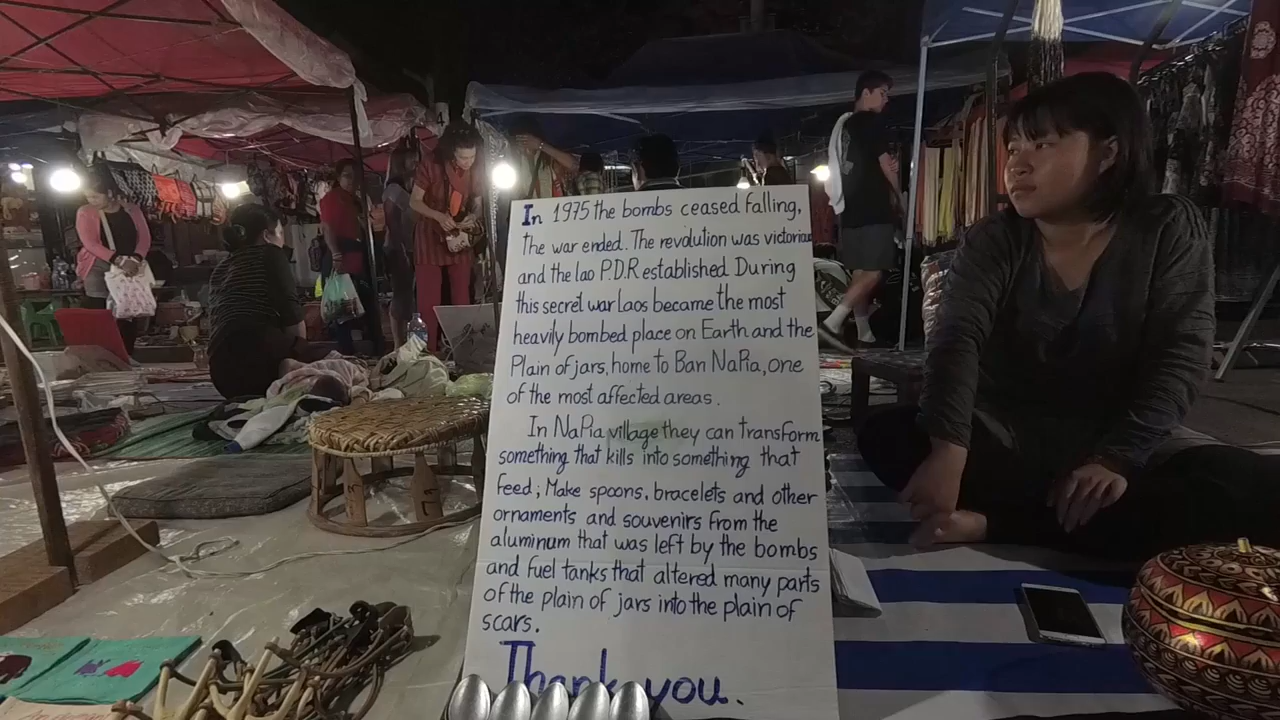 In 1975 the bombs ceased falling,
the war ended. The revolution was victoriou
and the lao P.D.R established During
this secret war Laos became the most
heavily bombed place on Earth and the
Plain of jars, home to Ban NaPia, one
of the most affected areas.
In NaPia village they can transform
something that kills into something that
feed; Make spoons, bracelets and other
ornaments and souvenirs from the
aluminum that was left by the bombs
and fuel tanks that altered many parts
of the plain of jars into the plain of
scars.
Thank you.